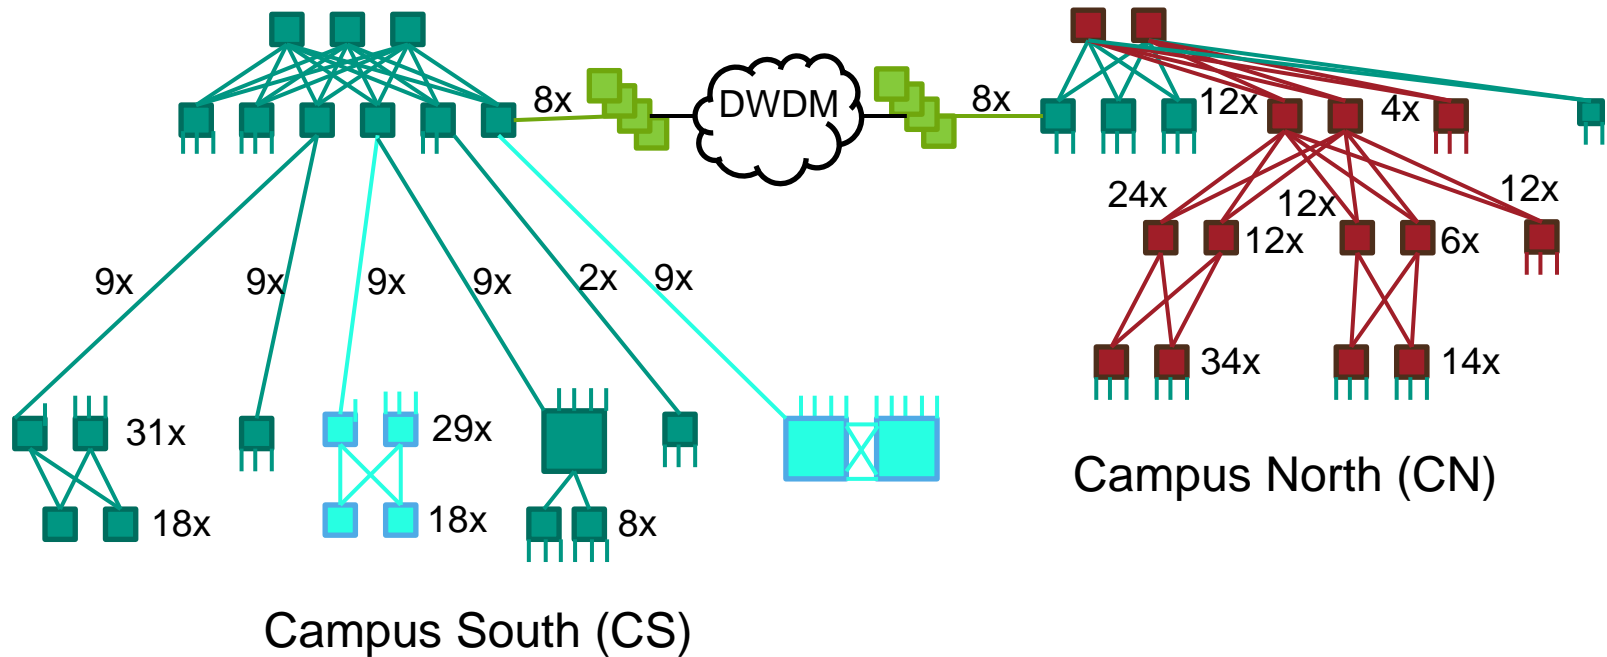 8x
DWDM
8x
12x
4x
24x
12x
12x
12x
6x
9x
9x
9x
9x
2x
9x
34x
14x
31x
29x
18x
18x
8x
Campus North (CN)
Campus South (CS)